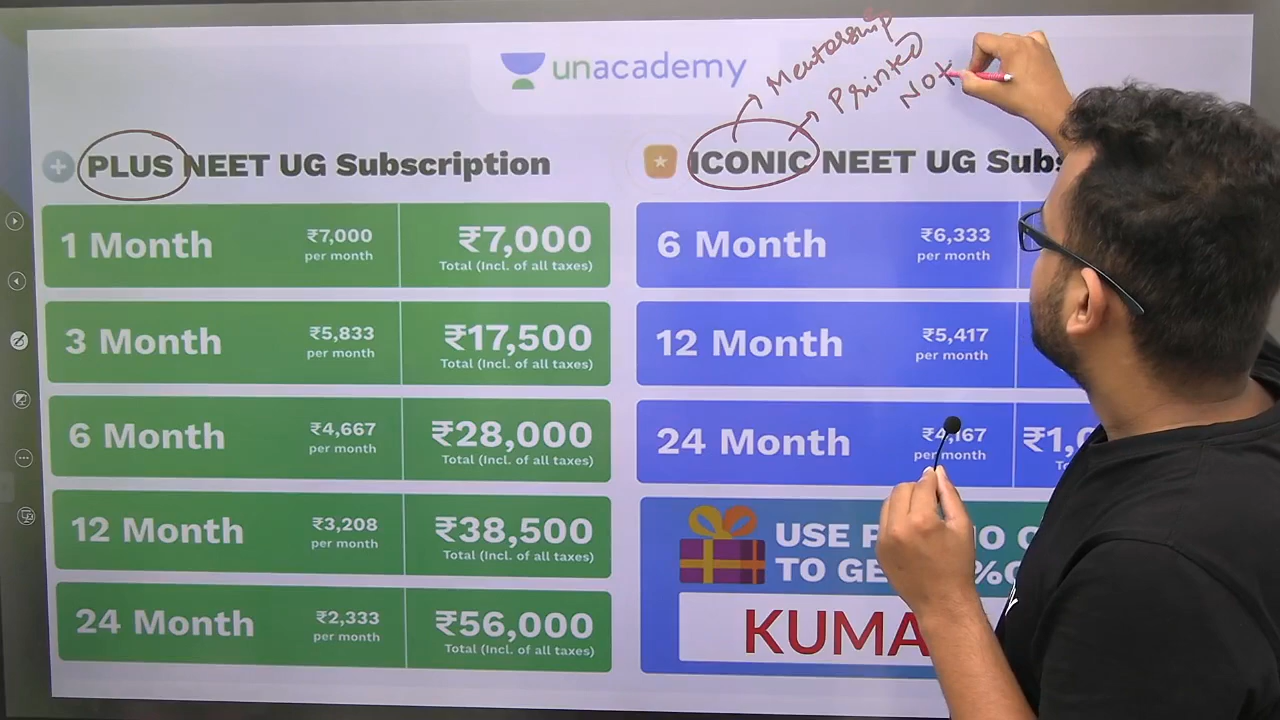 unacademy
Mentorship
Printed
Not
PLUS NEET UG Subscription
1 Month ₹7,000 per month ₹7,000 Total (Incl. of all taxes)
3 Month ₹5,833 per month ₹17,500 Total (Incl. of all taxes)
6 Month ₹4,667 per month ₹28,000 Total (Incl. of all taxes)
12 Month ₹3,208 per month ₹38,500 Total (Incl. of all taxes)
24 Month ₹2,333 per month ₹56,000 Total (Incl. of all taxes)
ICONIC NEET UG Subs
6 Month ₹6,333 per month
12 Month ₹5,417 per month
24 Month ₹4,167 per month ₹1,0
USE
TO GE
KUMA